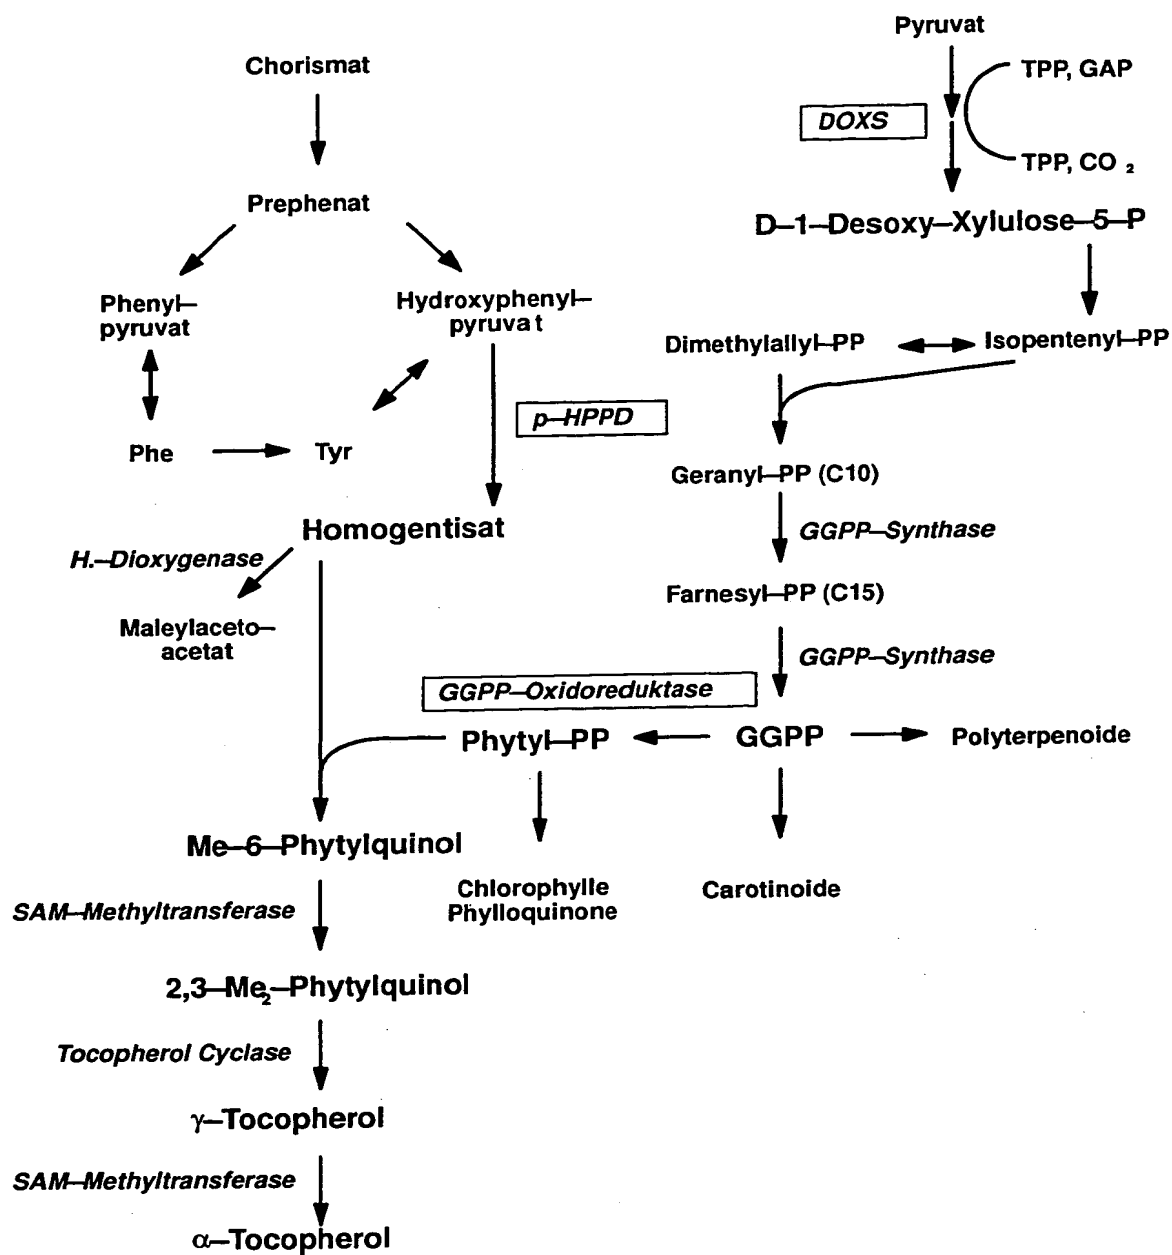 Pyruvat
Chorismat
TPP, GAP
DOXS
TPP, CO₂
Prephenat
D–1–Desoxy–Xylulose–5–P
Phenyl–
pyruvat
Hydroxyphenyl–
pyruvat
Dimethylallyl–PP
Isopentenyl–PP
p–HPPD
Phe
Tyr
Geranyl–PP (C10)
Homogentisat
GGPP–Synthase
H.–Dioxygenase
Farnesyl–PP (C15)
Maleylaceto–
acetat
GGPP–Synthase
GGPP–Oxidoreduktase
Phytyl–PP
GGPP
Polyterpenoide
Me–6–Phytylquinol
Chlorophylle
Phylloquinone
Carotinoide
SAM–Methyltransferase
2,3–Me₂–Phytylquinol
Tocopherol Cyclase
γ–Tocopherol
SAM–Methyltransferase
α–Tocopherol